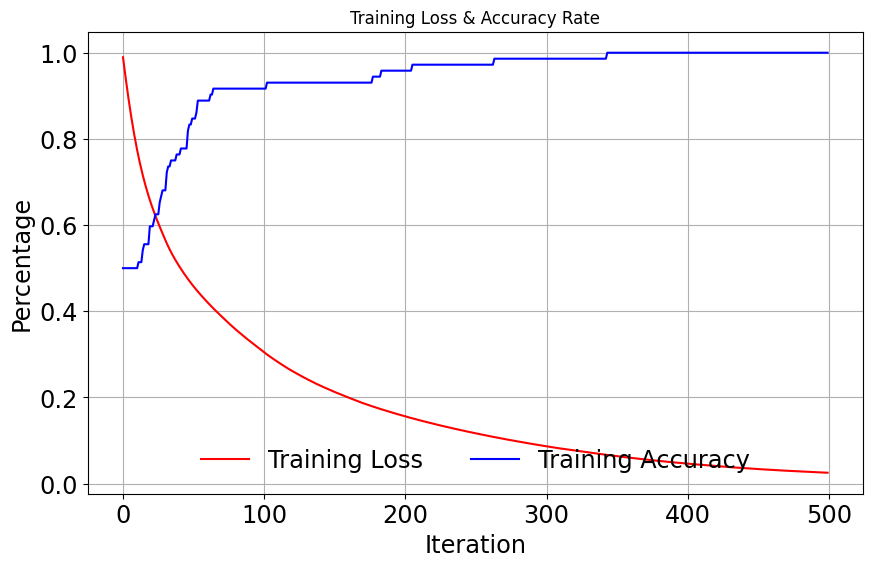 Training Loss & Accuracy Rate
1.0
0.8
0.6
0.4
0.2
0.0
Percentage
Training Loss
Training Accuracy
0 100 200 300 400 500
Iteration